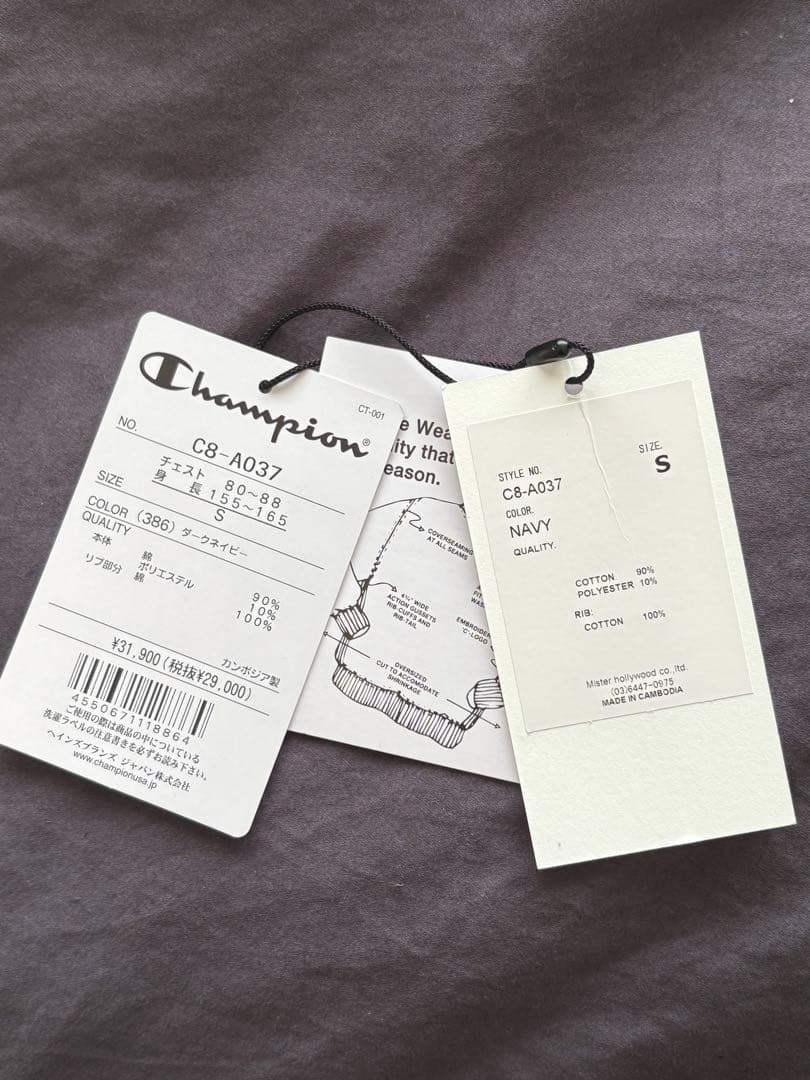 Champion®
CT-001
NO.
C8-A037
チェスト 80~88
身長 155~165
SIZE S
COLOR (386) ダークネイビー
QUALITY
本体 綿 90%
ポリエステル 10%
リブ部分 綿 100%
¥31,900 (税抜¥29,000)
カンボジア製
4550671118864
ご使用の際は商品の中についている
洗濯ラベルの注意書きを必ずお読み下さい。
ヘインズブランズ ジャパン株式会社
www.championusa.jp
e Wea
ity that
eason.
COVERSEAMING
AT ALL SEAMS
4½" WIDE
ACTION GUSSETS
RIB CUFFS AND
RIB-TAIL
EMBROIDER
"C"-LOGO
OVERSIZED
CUT TO ACCOMODATE
SHRINKAGE
STYLE NO.
C8-A037
SIZE.
S
COLOR.
NAVY
QUALITY.
COTTON 90%
POLYESTER 10%
RIB:
COTTON 100%
Mister hollywood co.,ltd.
(03)6447-0975
MADE IN CAMBODIA